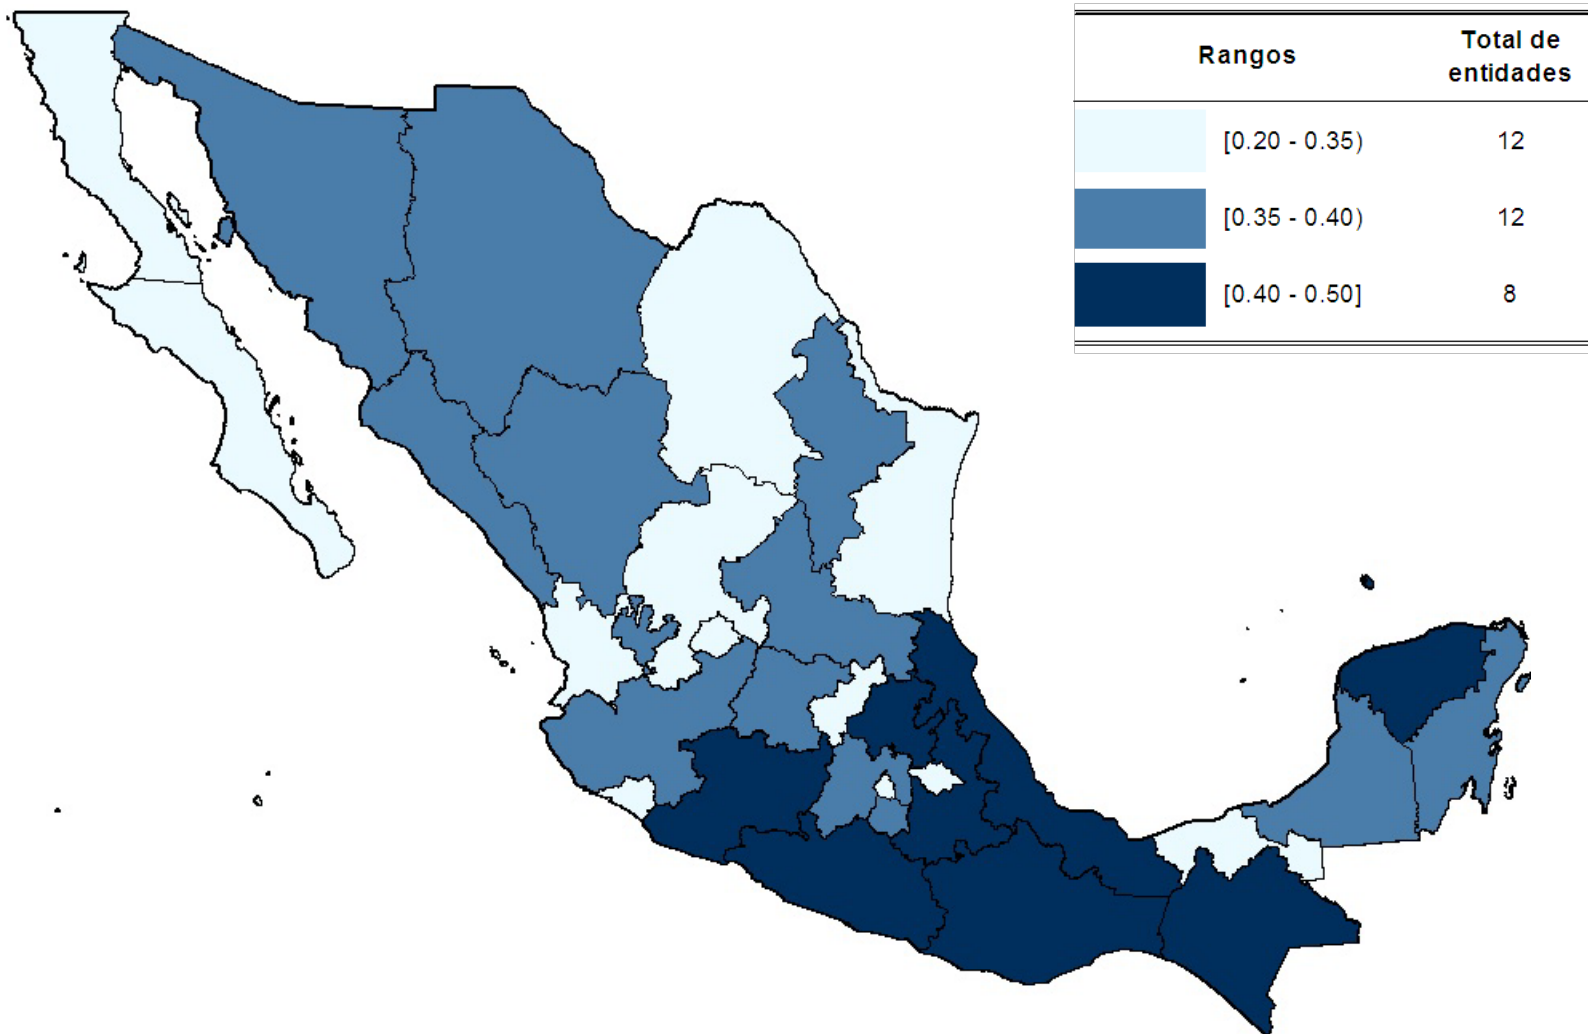 Rangos
Total de
entidades
[0.20 - 0.35) 12
[0.35 - 0.40) 12
[0.40 - 0.50] 8